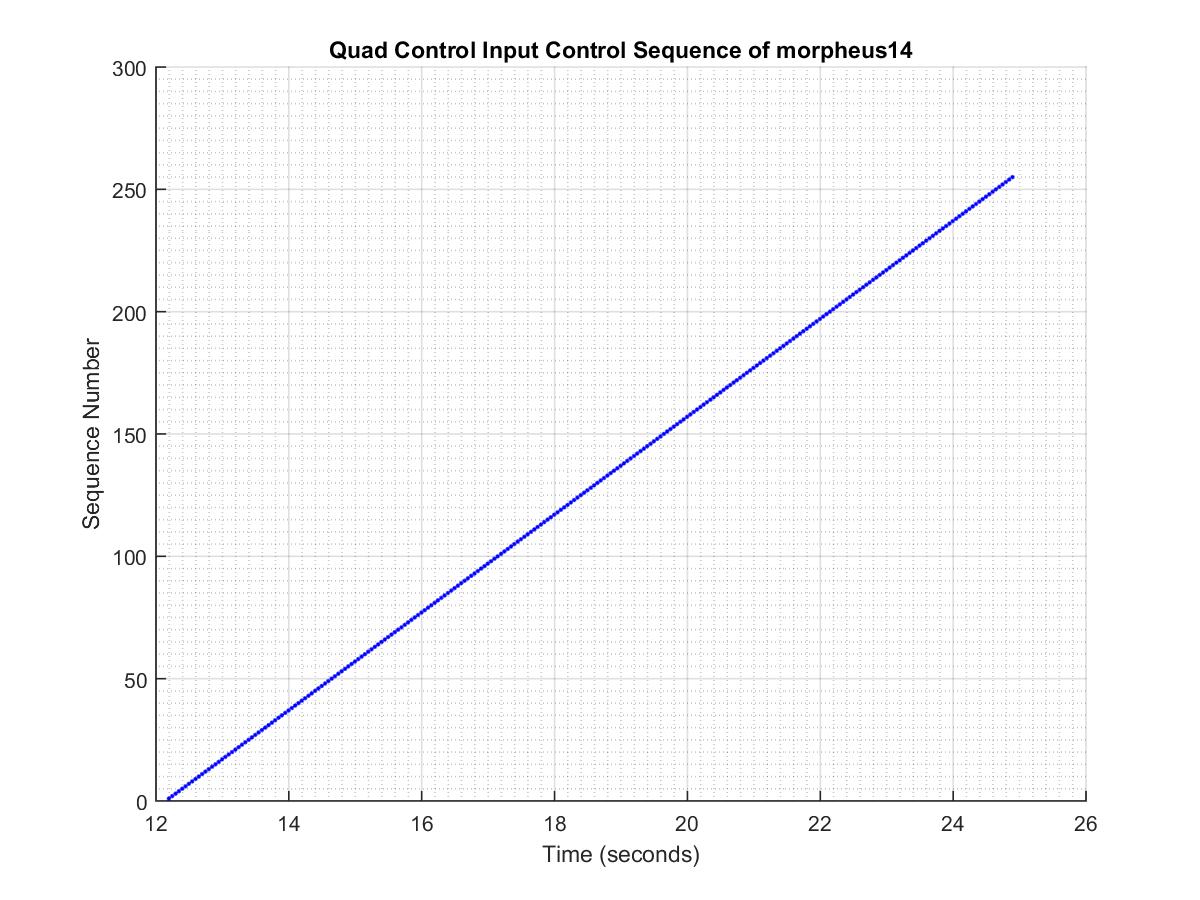 Quad Control Input Control Sequence of morpheus14
300
250
200
150
100
50
0
Sequence Number
12 14 16 18 20 22 24 26
Time (seconds)